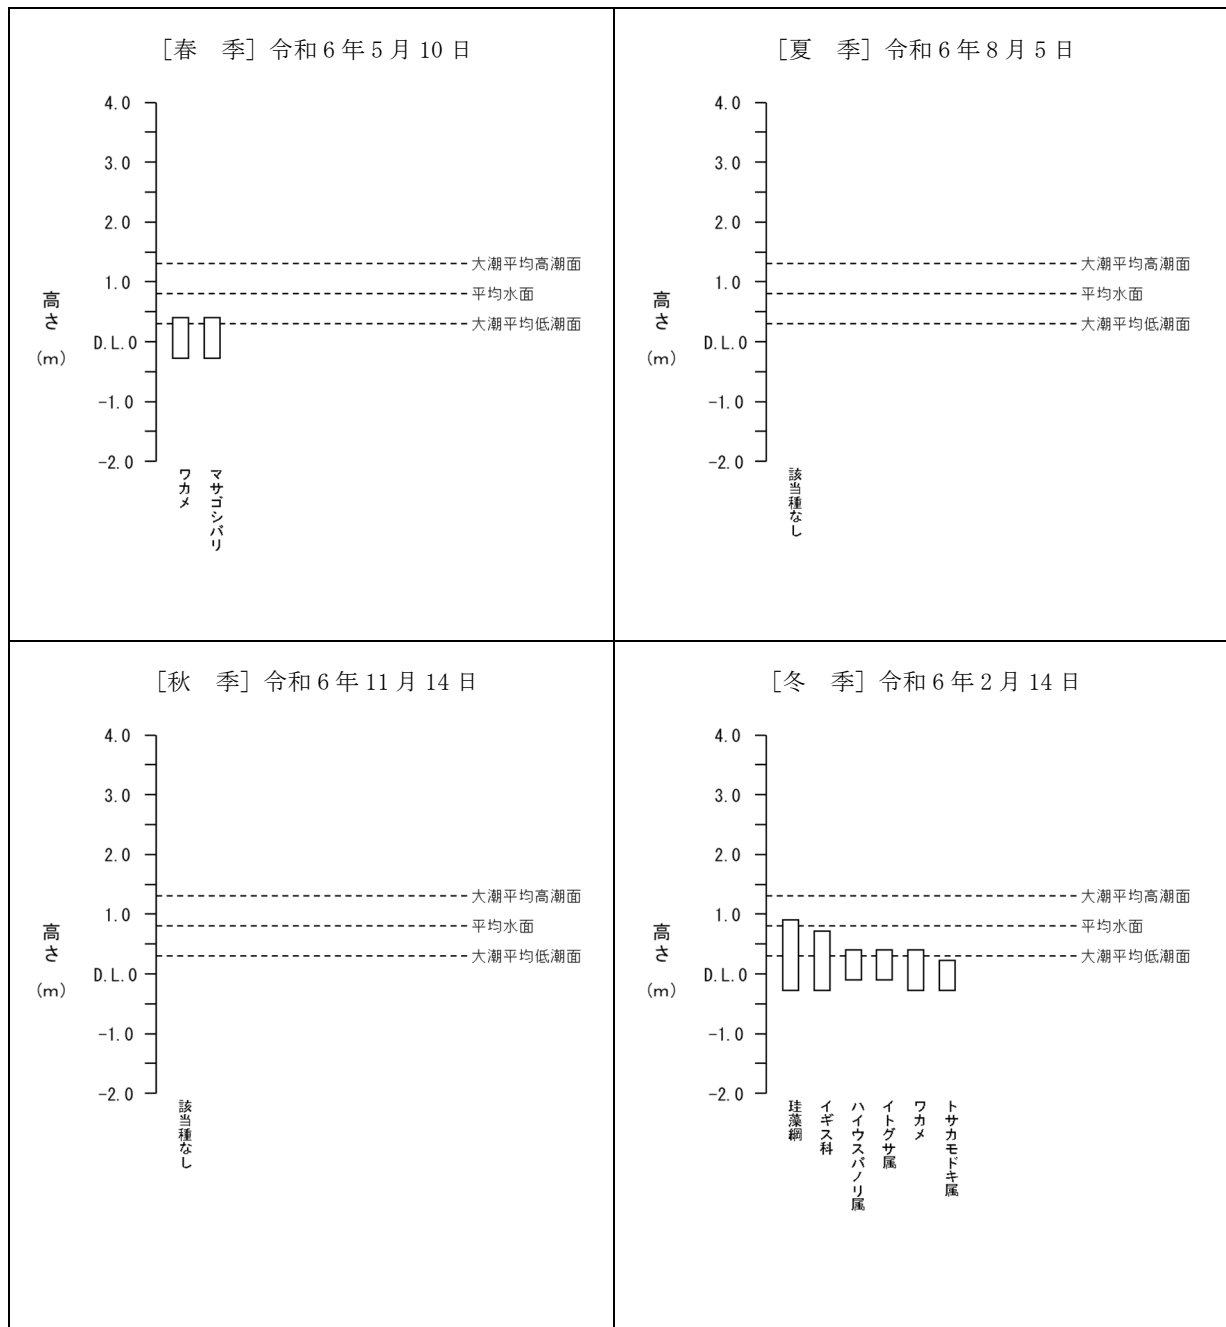 ［春　季］令和6年5月10日
4.0
3.0
2.0
1.0
D.L.0
-1.0
-2.0
高さ
(m)
大潮平均高潮面
平均水面
大潮平均低潮面
ワカメ
マサゴシバリ
［夏　季］令和6年8月5日
4.0
3.0
2.0
1.0
D.L.0
-1.0
-2.0
高さ
(m)
大潮平均高潮面
平均水面
大潮平均低潮面
該当種なし
［秋　季］令和6年11月14日
4.0
3.0
2.0
1.0
D.L.0
-1.0
-2.0
高さ
(m)
大潮平均高潮面
平均水面
大潮平均低潮面
該当種なし
［冬　季］令和6年2月14日
4.0
3.0
2.0
1.0
D.L.0
-1.0
-2.0
高さ
(m)
大潮平均高潮面
平均水面
大潮平均低潮面
珪藻綱
イギス科
ハイウスバノリ属
イトグサ属
ワカメ
トサカモドキ属